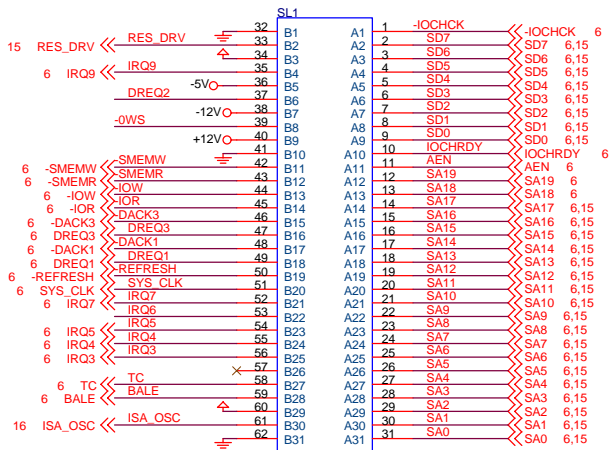 SL1
32 B1 A1 1 -IOCHCK -IOCHCK 6
15 RES_DRV RES_DRV 33 B2 A2 2 SD7 SD7 6,15
34 B3 A3 3 SD6 SD6 6,15
6 IRQ9 IRQ9 35 B4 A4 4 SD5 SD5 6,15
-5V 36 B5 A5 5 SD4 SD4 6,15
DREQ2 37 B6 A6 6 SD3 SD3 6,15
-12V 38 B7 A7 7 SD2 SD2 6,15
-0WS 39 B8 A8 8 SD1 SD1 6,15
+12V 40 B9 A9 9 SD0 SD0 6,15
41 B10 A10 10 IOCHRDY IOCHRDY 6
6 -SMEMW SMEMW 42 B11 A11 11 AEN AEN 6
6 -SMEMR SMEMR 43 B12 A12 12 SA19 SA19 6
6 -IOW IOW 44 B13 A13 13 SA18 SA18 6
6 -IOR IOR 45 B14 A14 14 SA17 SA17 6,15
6 -DACK3 DACK3 46 B15 A15 15 SA16 SA16 6,15
6 DREQ3 DREQ3 47 B16 A16 16 SA15 SA15 6,15
6 -DACK1 DACK1 48 B17 A17 17 SA14 SA14 6,15
6 DREQ1 DREQ1 49 B18 A18 18 SA13 SA13 6,15
6 -REFRESH REFRESH 50 B19 A19 19 SA12 SA12 6,15
6 SYS_CLK SYS_CLK 51 B20 A20 20 SA11 SA11 6,15
6 IRQ7 IRQ7 52 B21 A21 21 SA10 SA10 6,15
IRQ6 53 B22 A22 22 SA9 SA9 6,15
6 IRQ5 IRQ5 54 B23 A23 23 SA8 SA8 6,15
6 IRQ4 IRQ4 55 B24 A24 24 SA7 SA7 6,15
6 IRQ3 IRQ3 56 B25 A25 25 SA6 SA6 6,15
57 B26 A26 26 SA5 SA5 6,15
6 TC TC 58 B27 A27 27 SA4 SA4 6,15
6 BALE BALE 59 B28 A28 28 SA3 SA3 6,15
60 B29 A29 29 SA2 SA2 6,15
16 ISA_OSC ISA_OSC 61 B30 A30 30 SA1 SA1 6,15
62 B31 A31 31 SA0 SA0 6,15